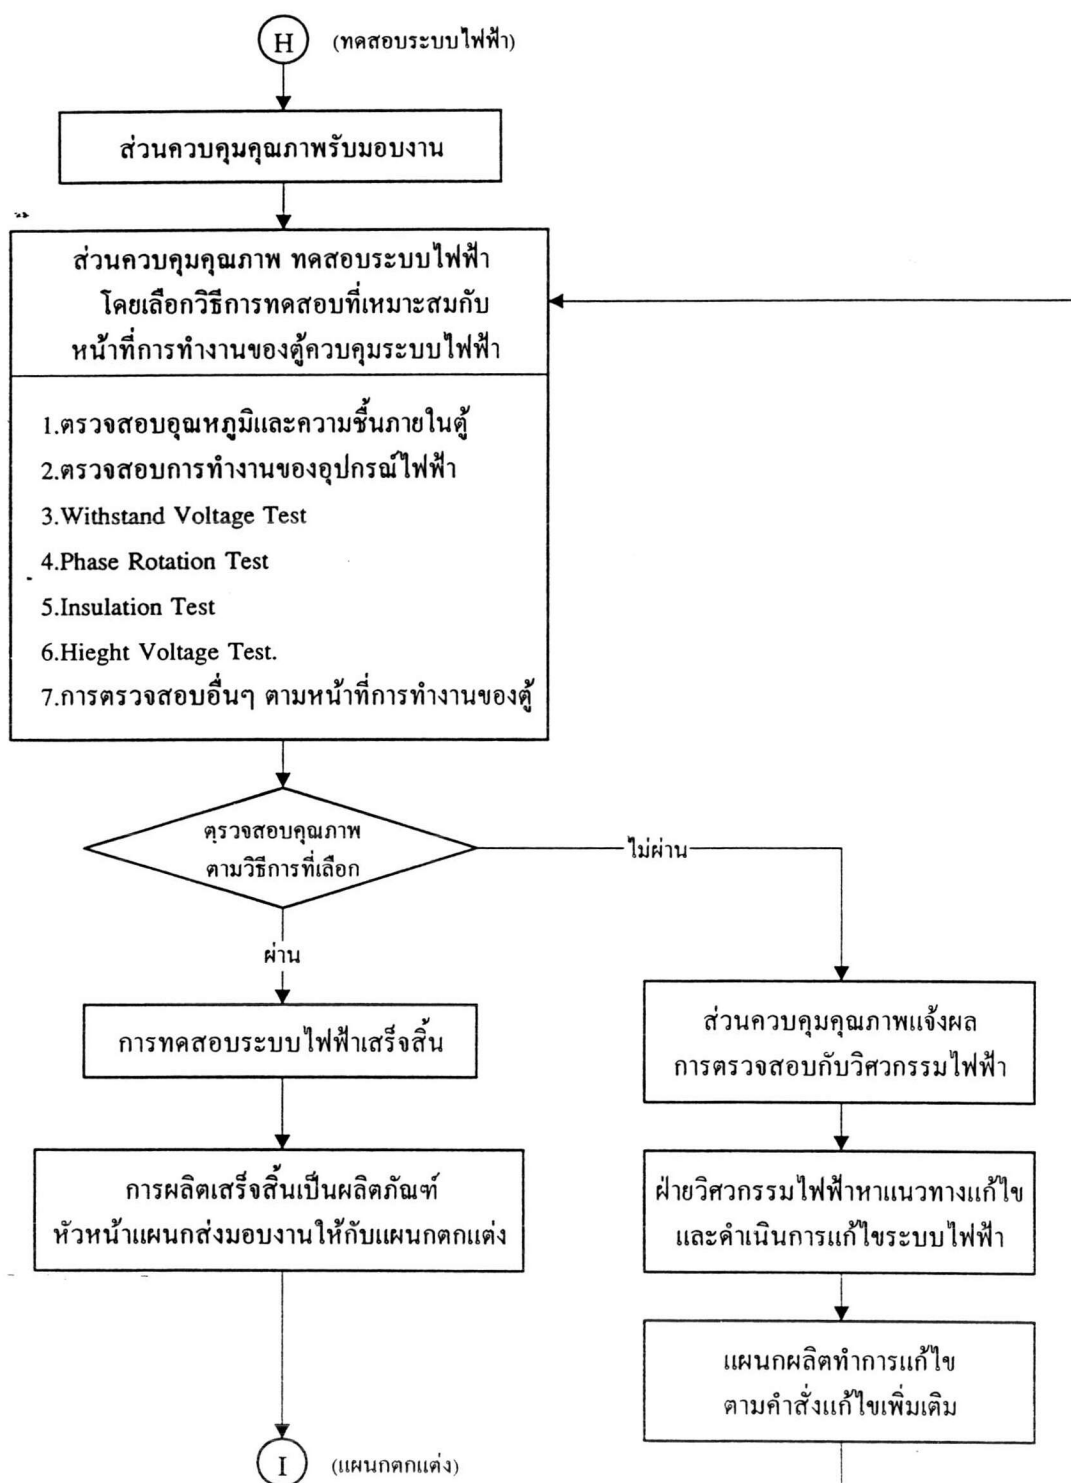 H (ทดสอบระบบไฟฟ้า)
ส่วนควบคุมคุณภาพรับมอบงาน
ส่วนควบคุมคุณภาพ ทดสอบระบบไฟฟ้า
โดยเลือกวิธีการทดสอบที่เหมาะสมกับ
หน้าที่การทำงานของตู้ควบคุมระบบไฟฟ้า
1.ตรวจสอบอุณหภูมิและความชื้นภายในตู้
2.ตรวจสอบการทำงานของอุปกรณ์ไฟฟ้า
3.Withstand Voltage Test
4.Phase Rotation Test
5.Insulation Test
6.Hieght Voltage Test.
7.การตรวจสอบอื่นๆ ตามหน้าที่การทำงานของตู้
ตรวจสอบคุณภาพ
ตามวิธีการที่เลือก
ไม่ผ่าน
ผ่าน
การทดสอบระบบไฟฟ้าเสร็จสิ้น
ส่วนควบคุมคุณภาพแจ้งผล
การตรวจสอบกับวิศวกรรมไฟฟ้า
การผลิตเสร็จสิ้นเป็นผลิตภัณฑ์
หัวหน้าแผนกส่งมอบงานให้กับแผนกตกแต่ง
ฝ่ายวิศวกรรมไฟฟ้าหาแนวทางแก้ไข
และดำเนินการแก้ไขระบบไฟฟ้า
แผนกผลิตทำการแก้ไข
ตามคำสั่งแก้ไขเพิ่มเติม
I (แผนกตกแต่ง)